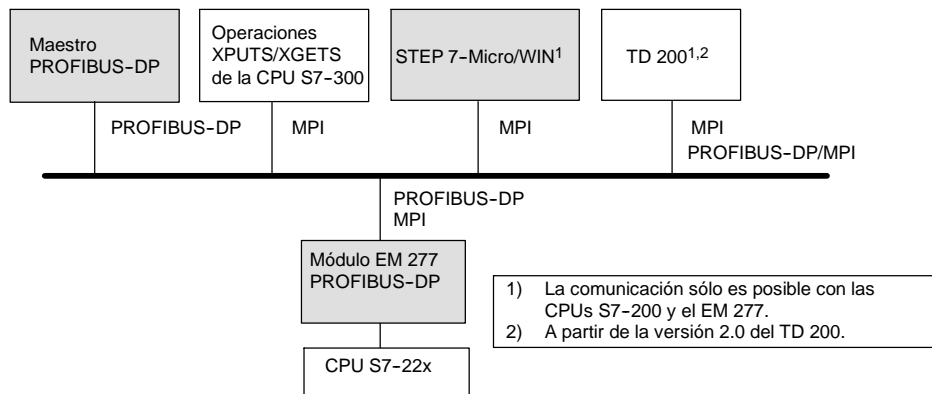 Maestro
PROFIBUS-DP
Operaciones
XPUTS/XGETS
de la CPU S7-300
STEP 7-Micro/WIN¹
TD 200¹,²
PROFIBUS-DP
MPI
MPI
MPI
PROFIBUS-DP/MPI
PROFIBUS-DP
MPI
Módulo EM 277
PROFIBUS-DP
1) La comunicación sólo es posible con las
CPUs S7-200 y el EM 277.
2) A partir de la versión 2.0 del TD 200.
CPU S7-22x